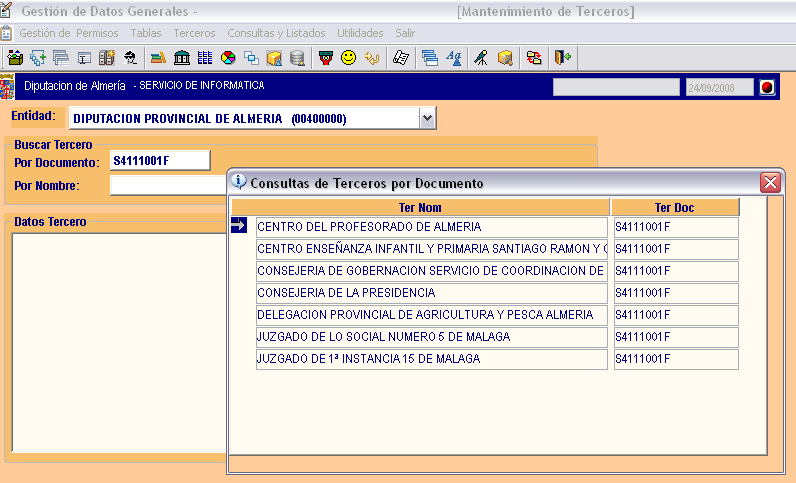 Gestión de Datos Generales - [Mantenimiento de Terceros]
Gestión de Permisos Tablas Terceros Consultas y Listados Utilidades Salir
Diputacion de Almería - SERVICIO DE INFORMATICA
24/09/2008
Entidad: DIPUTACION PROVINCIAL DE ALMERIA (00400000)
Buscar Tercero
Por Documento: S4111001F
Por Nombre:
Datos Tercero
Consultas de Terceros por Documento
Ter Nom Ter Doc
CENTRO DEL PROFESORADO DE ALMERIA S4111001F
CENTRO ENSEÑANZA INFANTIL Y PRIMARIA SANTIAGO RAMON Y S4111001F
CONSEJERIA DE GOBERNACION SERVICIO DE COORDINACION DE S4111001F
CONSEJERIA DE LA PRESIDENCIA S4111001F
DELEGACION PROVINCIAL DE AGRICULTURA Y PESCA ALMERIA S4111001F
JUZGADO DE LO SOCIAL NUMERO 5 DE MALAGA S4111001F
JUZGADO DE 1ª INSTANCIA 15 DE MALAGA S4111001F